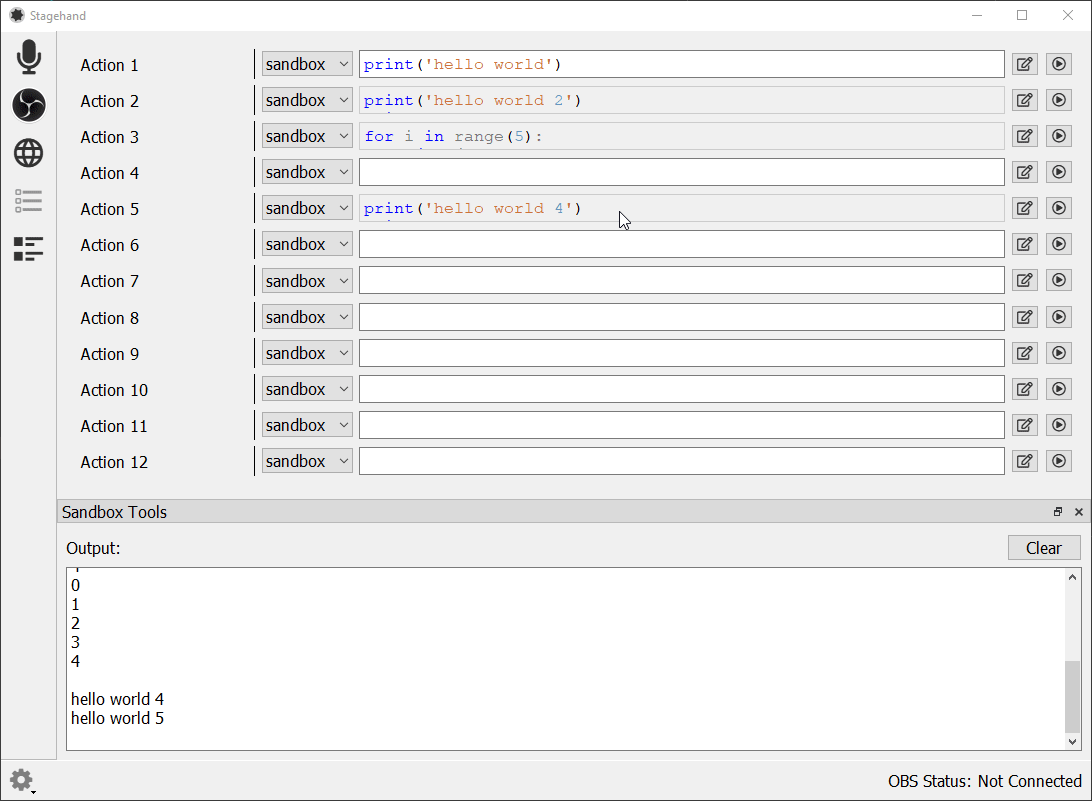 Stagehand
Action 1 sandbox print('hello world')
Action 2 sandbox print('hello world 2')
Action 3 sandbox for i in range(5):
Action 4 sandbox
Action 5 sandbox print('hello world 4')
Action 6 sandbox
Action 7 sandbox
Action 8 sandbox
Action 9 sandbox
Action 10 sandbox
Action 11 sandbox
Action 12 sandbox
Sandbox Tools
Output: Clear
0
1
2
3
4
hello world 4
hello world 5
OBS Status: Not Connected